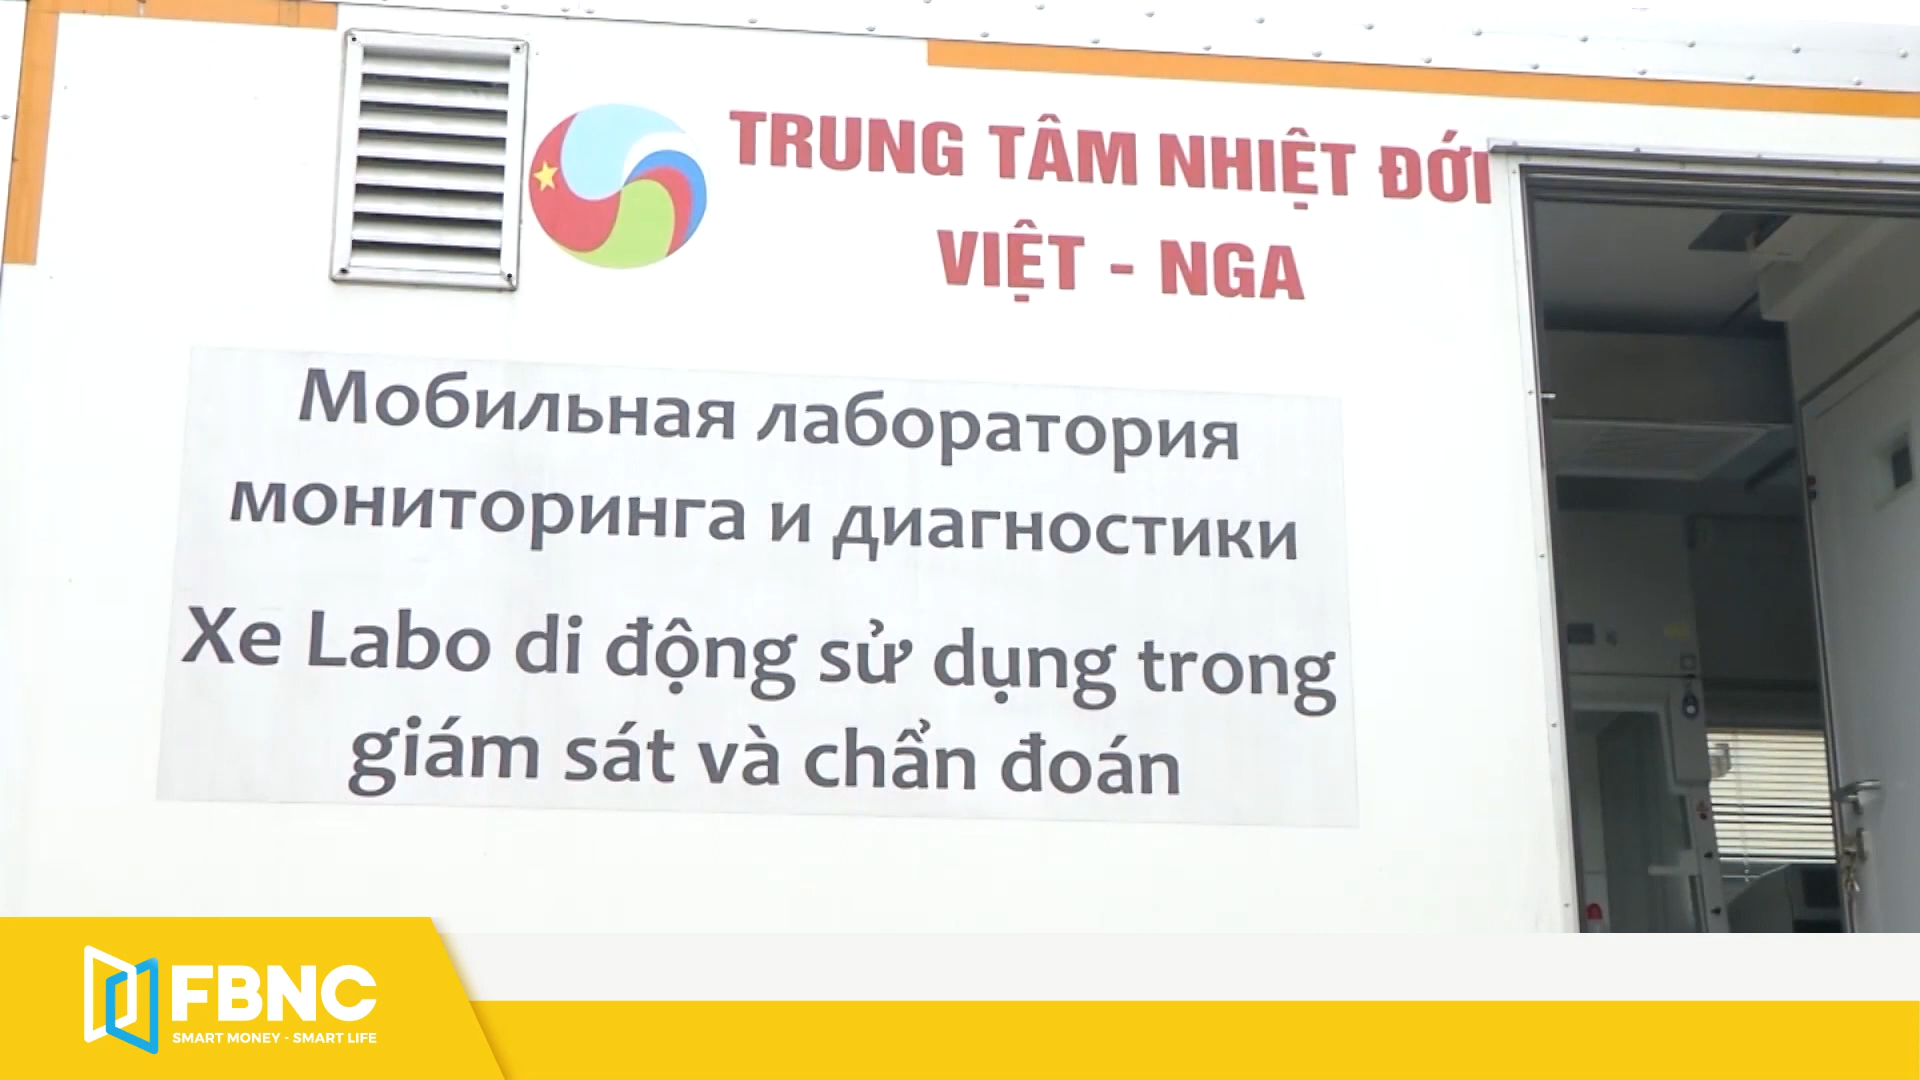 TRUNG TÂM NHIỆT ĐỚI
VIỆT - NGA
Мобильная лаборатория
мониторинга и диагностики
Xe Labo di động sử dụng trong
giám sát và chẩn đoán
FBNC
SMART MONEY - SMART LIFE